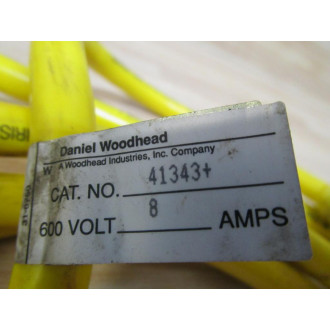 Daniel Woodhead
W A Woodhead Industries, Inc. Company
CAT. NO. 41343+
600 VOLT 8 AMPS